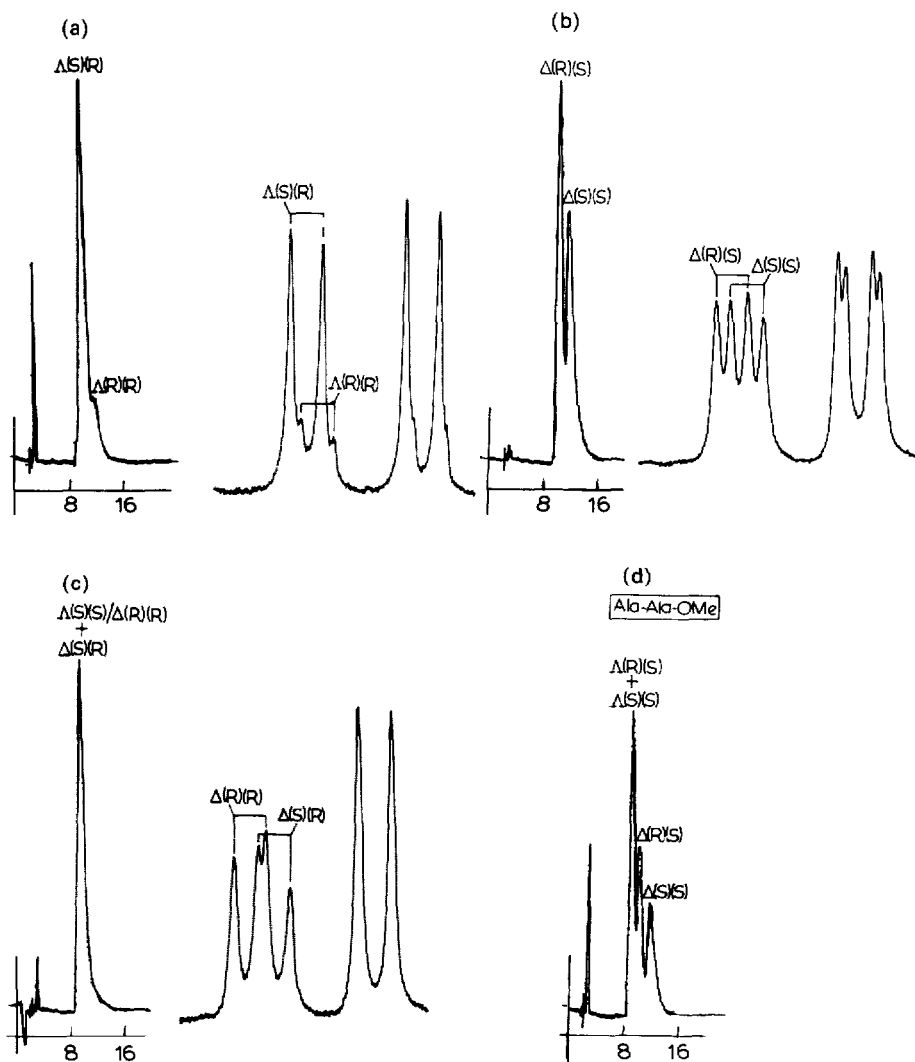 (a)
Λ(S)(R)
Λ(R)(R)
8 16
Λ(S)(R)
Λ(R)(R)
(b)
Δ(R)(S)
Δ(S)(S)
8 16
Δ(R)(S)
Δ(S)(S)
(c)
Λ(S)(S)/Δ(R)(R)
+
Δ(S)(R)
8 16
Δ(R)(R)
Δ(S)(R)
(d)
Ala-Ala-OMe
Λ(R)(S)
+
Λ(S)(S)
Δ(R)(S)
Δ(S)(S)
8 16